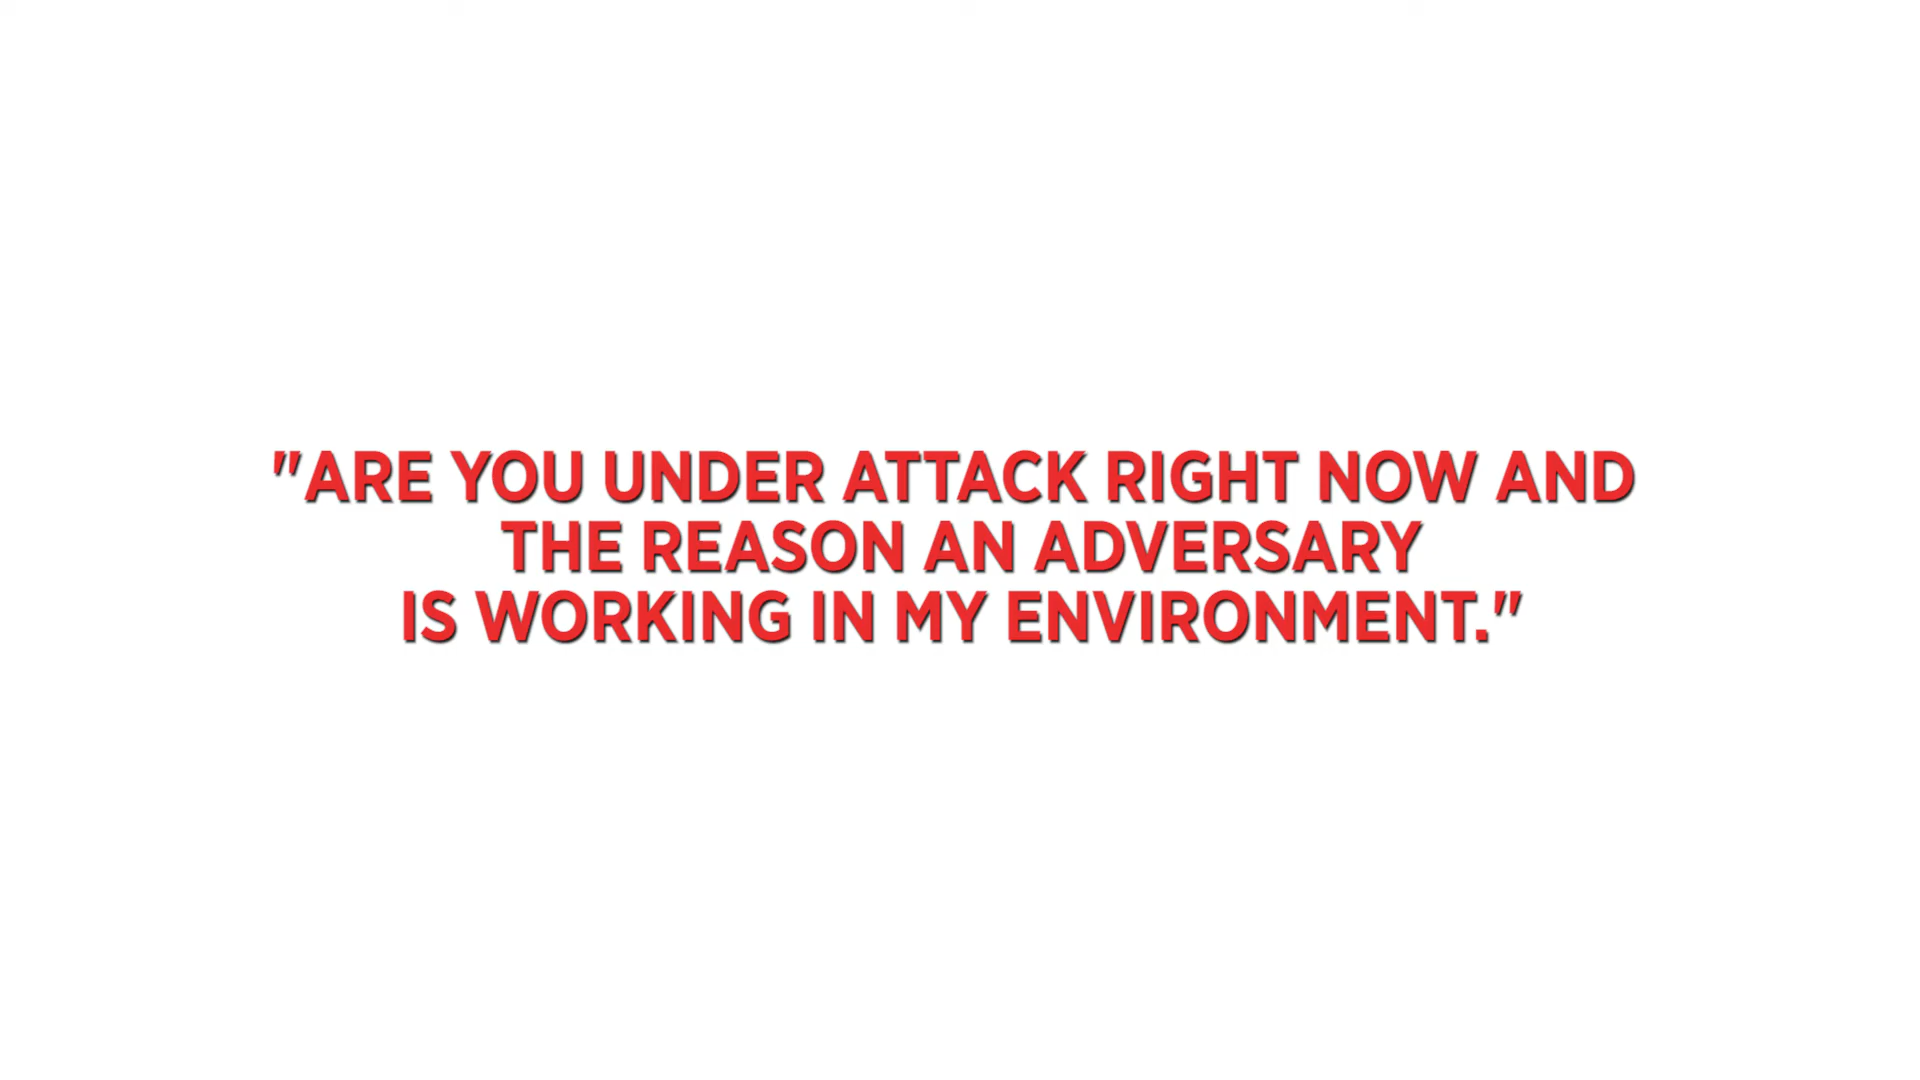 "ARE YOU UNDER ATTACK RIGHT NOW AND
THE REASON AN ADVERSARY
IS WORKING IN MY ENVIRONMENT."